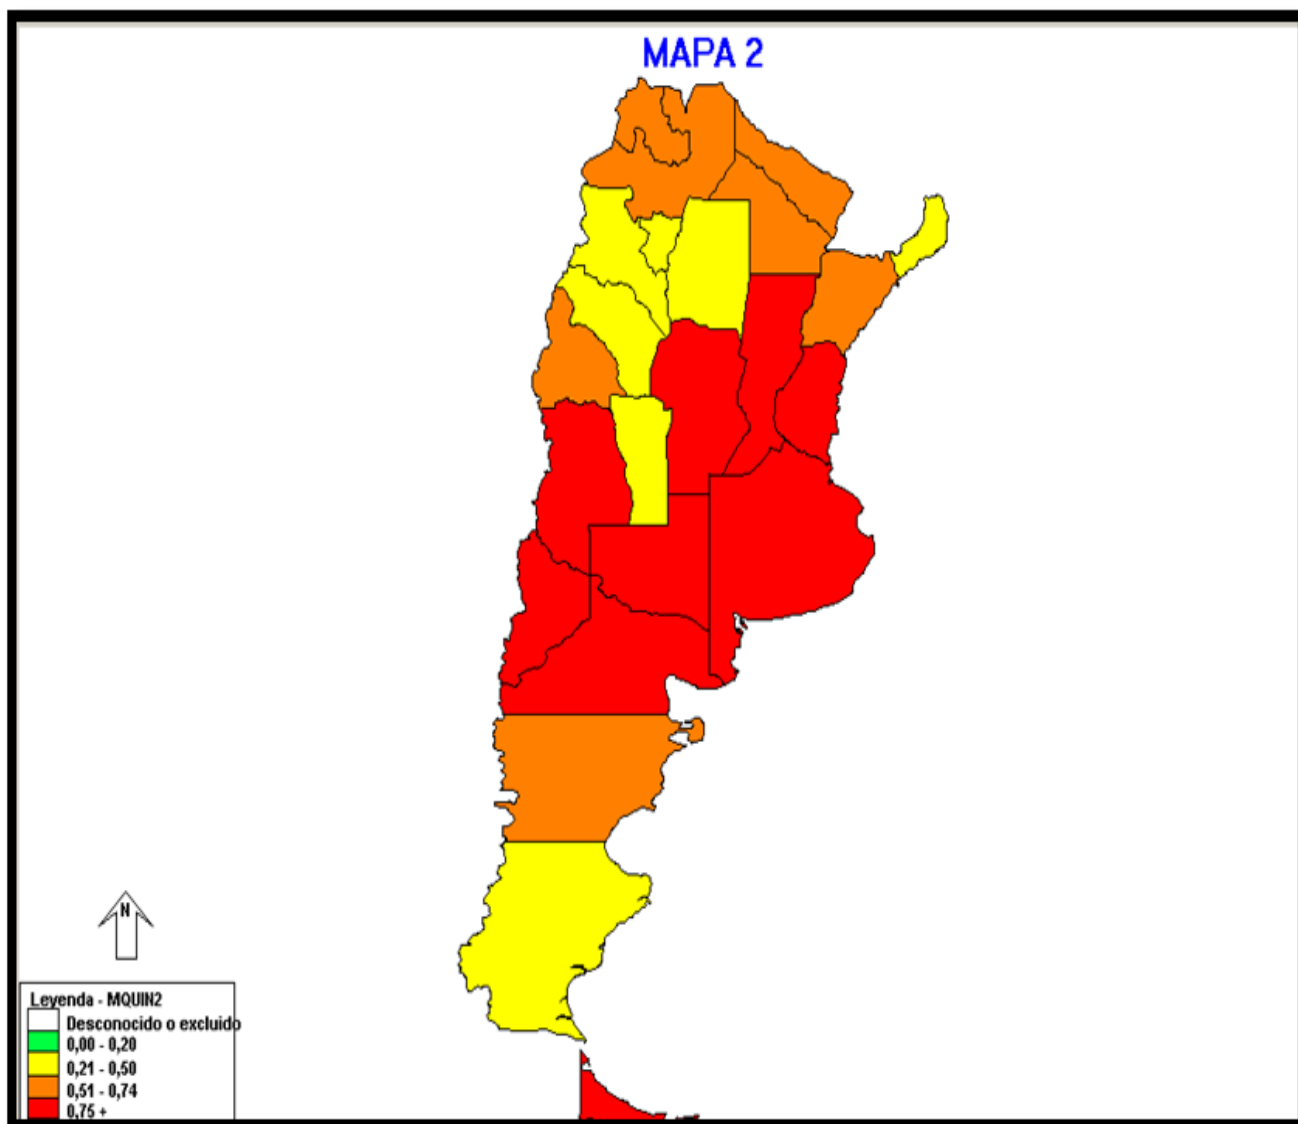 MAPA 2
N
Leyenda - MQUIN2
Desconocido o excluido
0,00 - 0,20
0,21 - 0,50
0,51 - 0,74
0,75 +